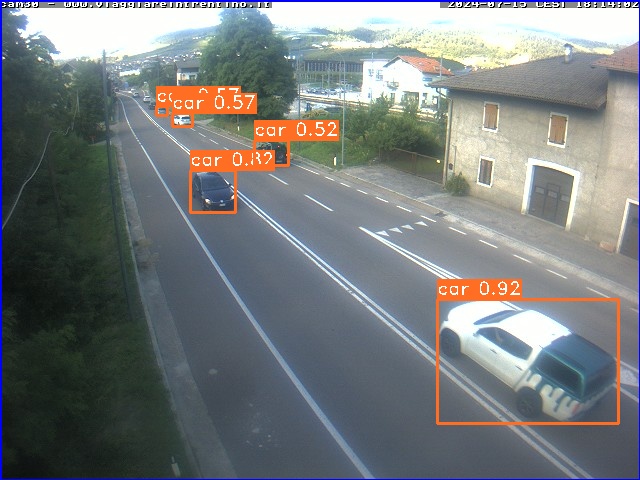 cam30 - www.viaggiareintrentino.it
2024-07-15 CEST 18:14:02
car 0.57
car 0.52
car 0.82
car 0.92